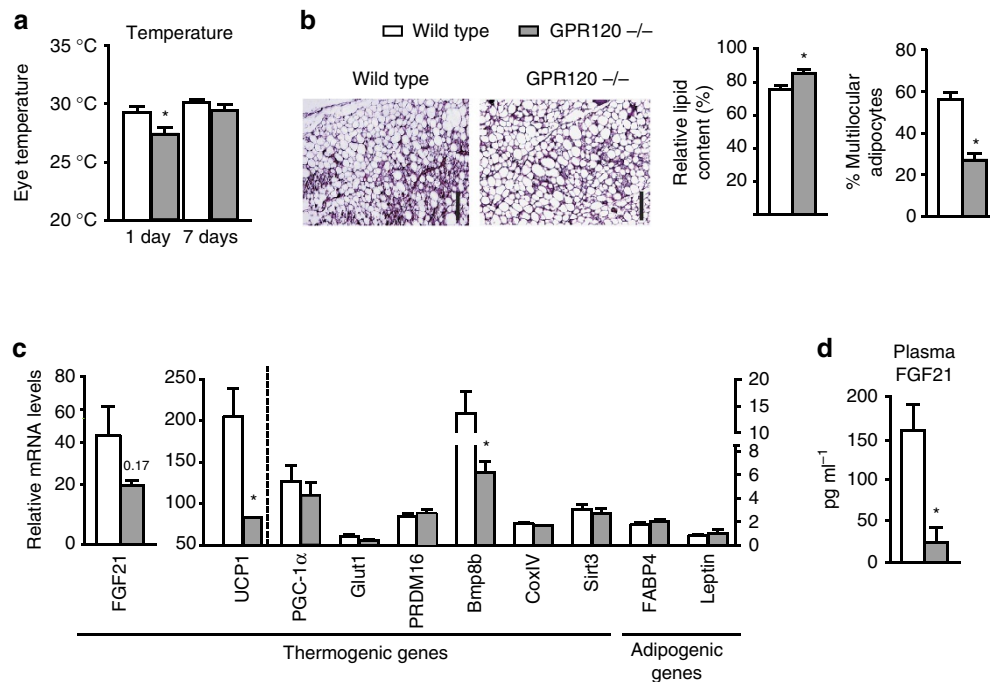 a
Temperature
35 °C
30 °C
25 °C
20 °C
Eye temperature
*
1 day 7 days
b
Wild type GPR120 –/–
Wild type GPR120 –/–
Relative lipid
content (%)
100
80
60
40
20
*
% Multilocular
adipocytes
80
60
40
20
0
*
c
Relative mRNA levels
80
60
40
20
0
0.17
FGF21
250
200
150
100
50
*
*
20
15
10
8
6
4
2
0
UCP1
PGC-1α
Glut1
PRDM16
Bmp8b
CoxIV
Sirt3
FABP4
Leptin
Thermogenic genes
Adipogenic
genes
d
Plasma
FGF21
pg ml–1
200
150
100
50
0
*